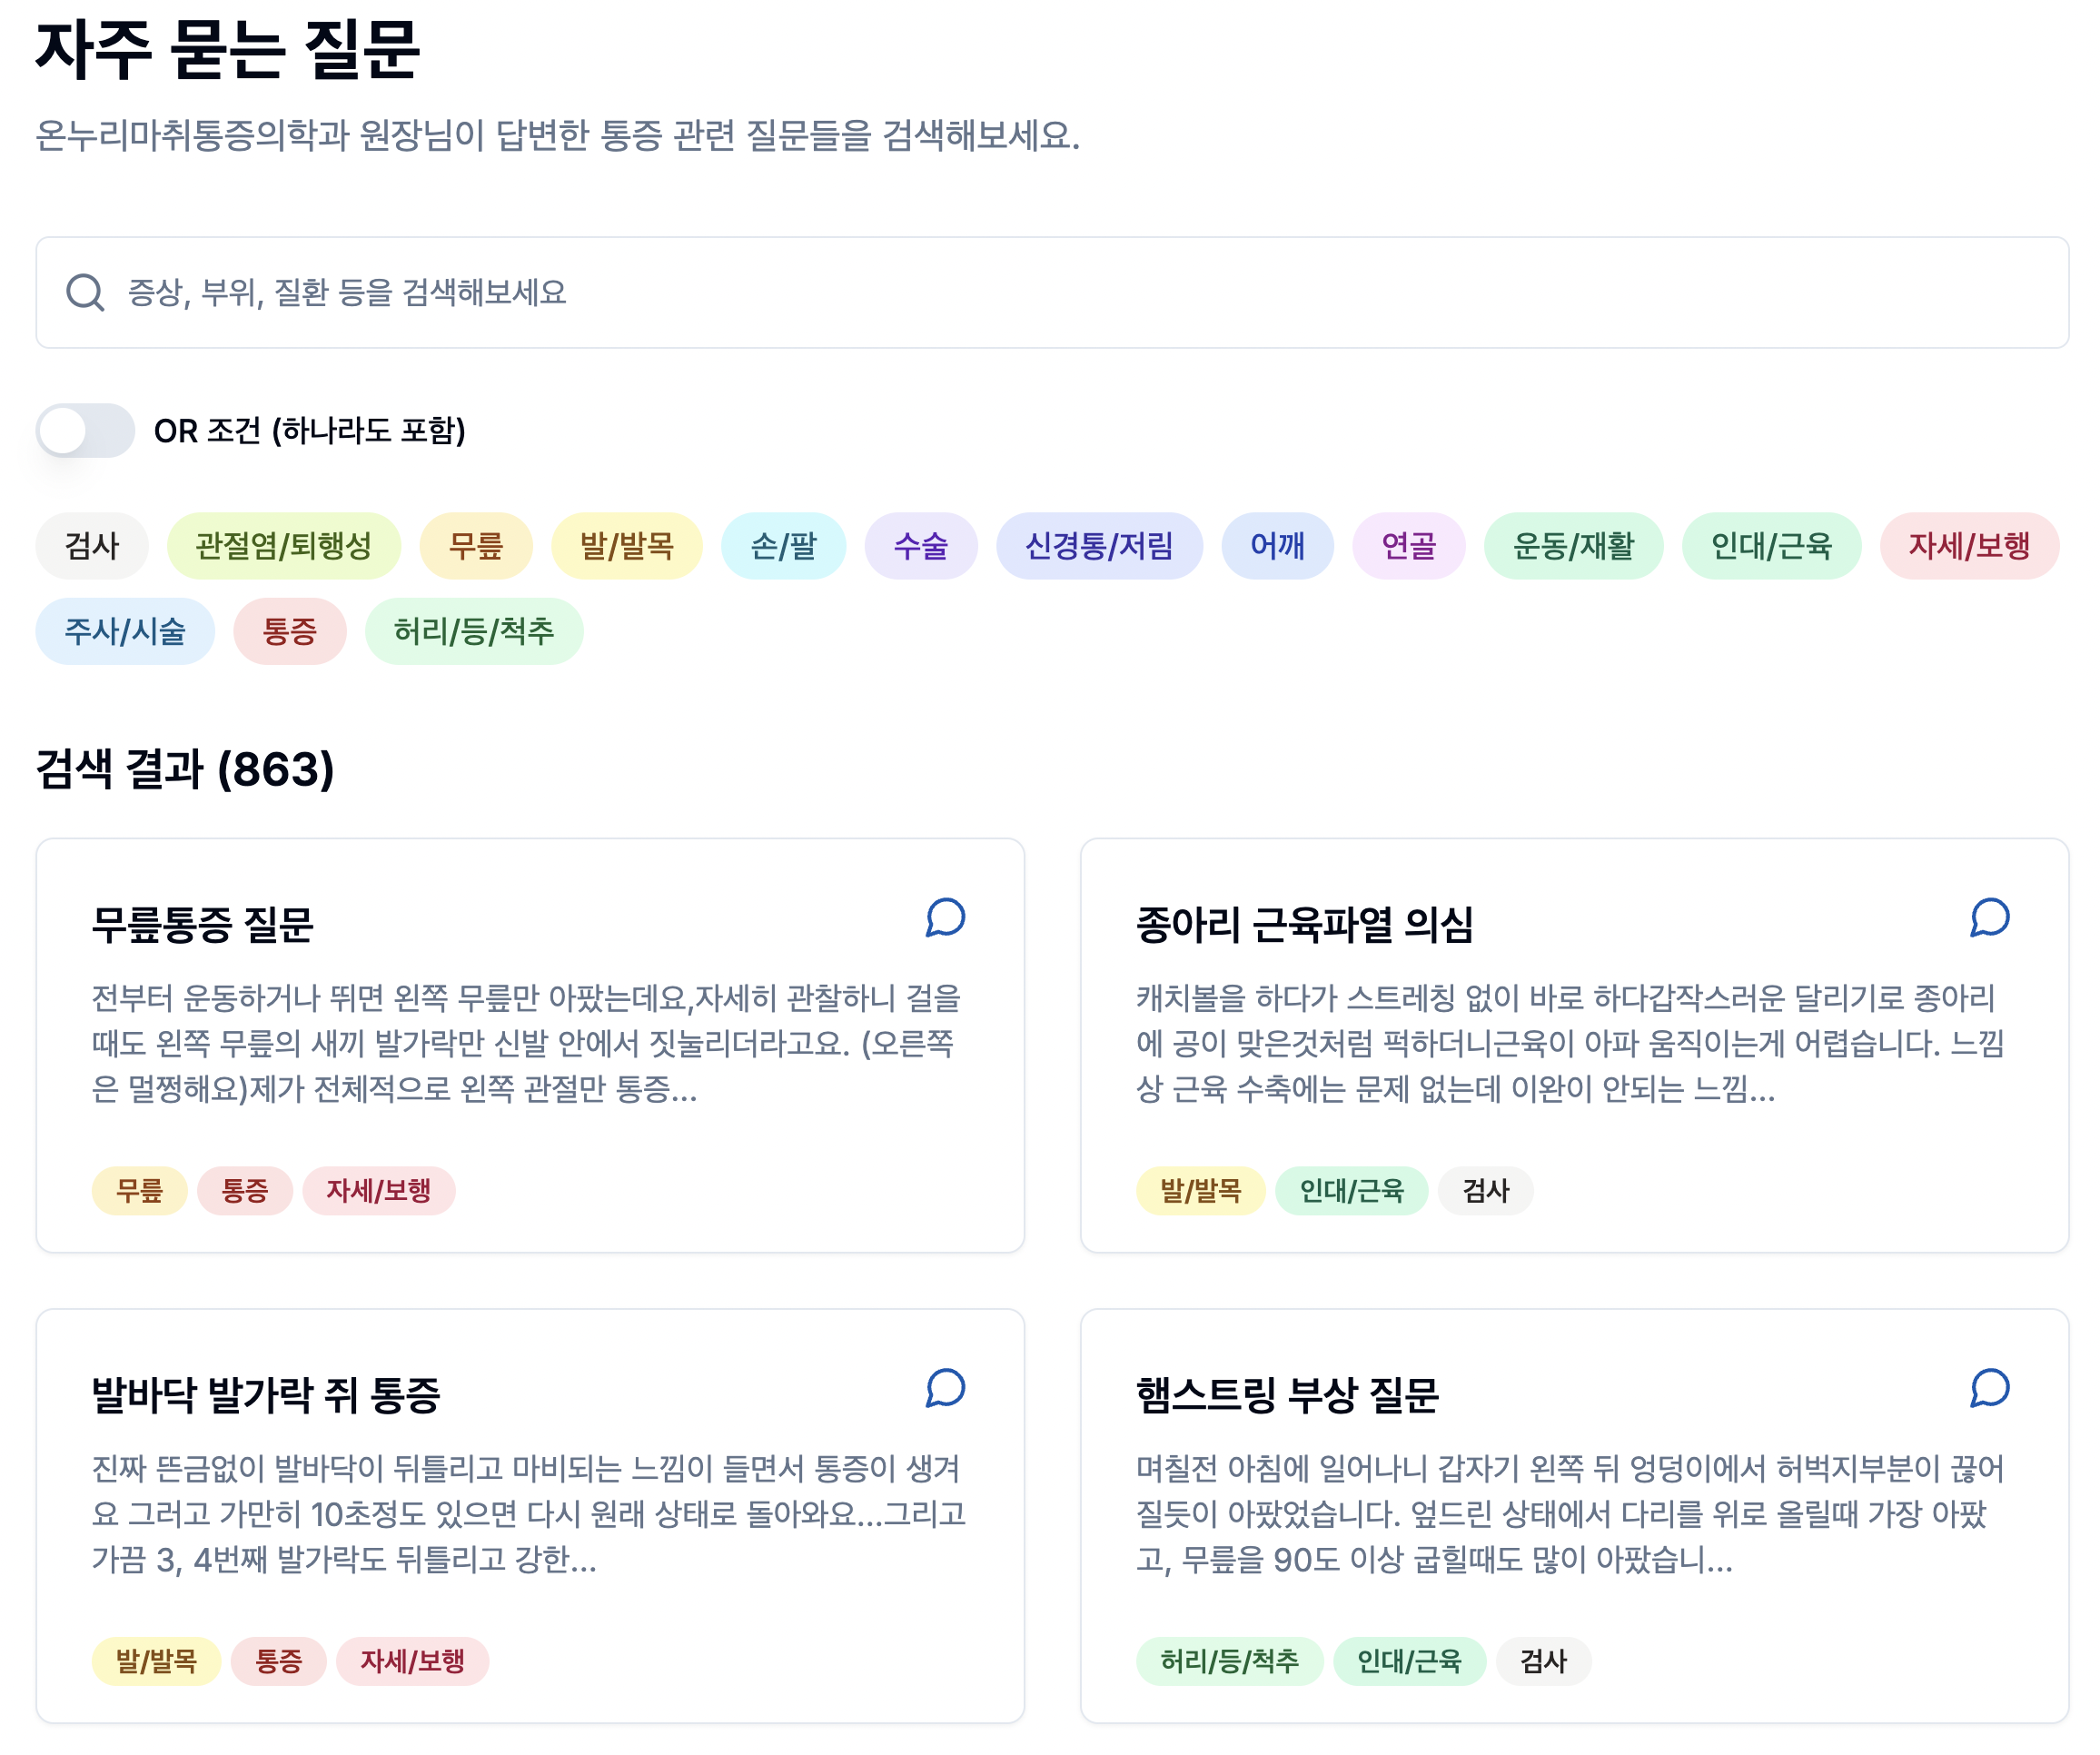 자주 묻는 질문
온누리마취통증의학과 원장님이 답변한 통증 관련 질문들을 검색해보세요.
증상, 부위, 질환 등을 검색해보세요
OR 조건 (하나라도 포함)
검사 관절염/퇴행성 무릎 발/발목 손/팔 수술 신경통/저림 어깨 연골 운동/재활 인대/근육 자세/보행
주사/시술 통증 허리/등/척추
검색 결과 (863)
무릎통증 질문
전부터 운동하거나 뛰면 왼쪽 무릎만 아팠는데요,자세히 관찰하니 걸을
때도 왼쪽 무릎의 새끼 발가락만 신발 안에서 짓눌리더라고요. (오른쪽
은 멀쩡해요)제가 전체적으로 왼쪽 관절만 통증...
무릎 통증 자세/보행
종아리 근육파열 의심
캐치볼을 하다가 스트레칭 없이 바로 하다갑작스러운 달리기로 종아리
에 공이 맞은것처럼 퍽하더니근육이 아파 움직이는게 어렵습니다. 느낌
상 근육 수축에는 문제 없는데 이완이 안되는 느낌...
발/발목 인대/근육 검사
발바닥 발가락 쥐 통증
진짜 뜬금없이 발바닥이 뒤틀리고 마비되는 느낌이 들면서 통증이 생겨
요 그러고 가만히 10초정도 있으면 다시 원래 상태로 돌아와요...그리고
가끔 3, 4번째 발가락도 뒤틀리고 강한...
발/발목 통증 자세/보행
햄스트링 부상 질문
며칠전 아침에 일어나니 갑자기 왼쪽 뒤 엉덩이에서 허벅지부분이 끊어
질듯이 아팠었습니다. 엎드린 상태에서 다리를 위로 올릴때 가장 아팠
고, 무릎을 90도 이상 굽힐때도 많이 아팠습니...
허리/등/척추 인대/근육 검사